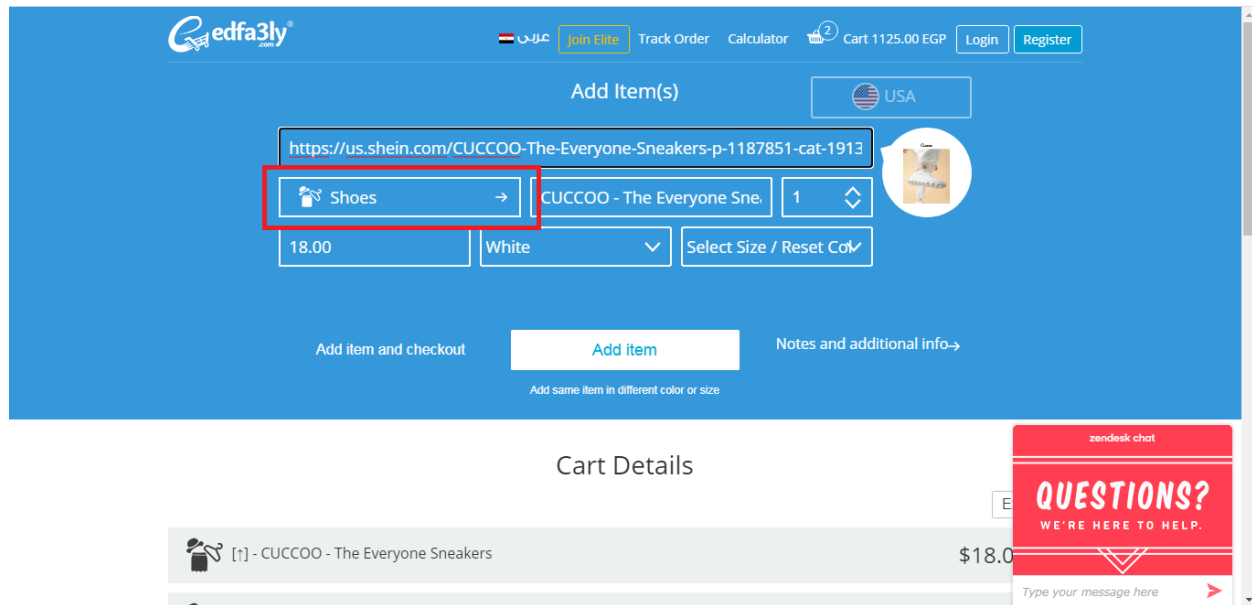 edfa3ly®
.com
عربى
Join Elite
Track Order
Calculator
2
Cart 1125.00 EGP
Login
Register
Add Item(s)
USA
https://us.shein.com/CUCCOO-The-Everyone-Sneakers-p-1187851-cat-1913
Shoes →
CUCCOO - The Everyone Snea
1
18.00
White
Select Size / Reset Col
Add item and checkout
Add item
Notes and additional info→
Add same item in different color or size
Cart Details
zendesk chat
QUESTIONS?
WE'RE HERE TO HELP.
[↑] - CUCCOO - The Everyone Sneakers
$18.0
Type your message here